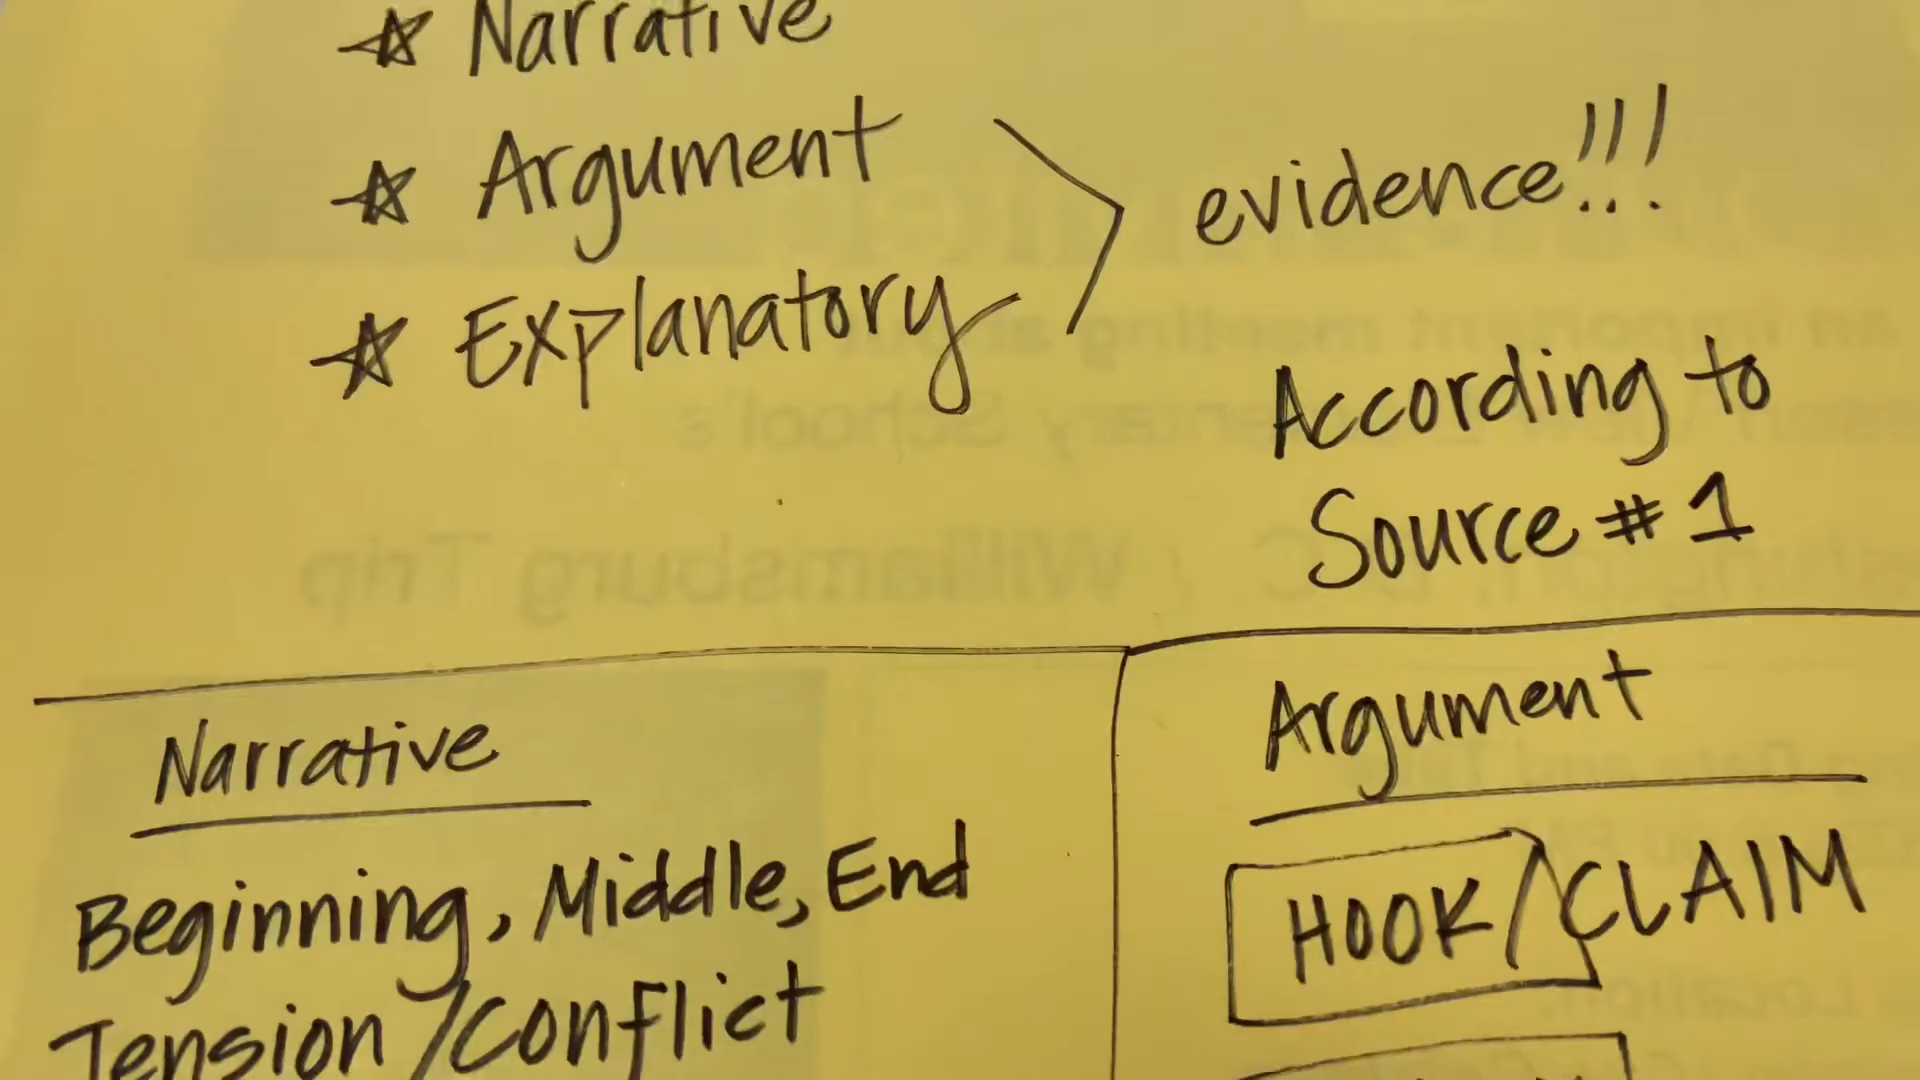 ☆ Narrative
☆ Argument
☆ Explanatory
evidence!!!
According to
Source #1
Narrative
Beginning, Middle, End
Tension/Conflict
Argument
HOOK/CLAIM